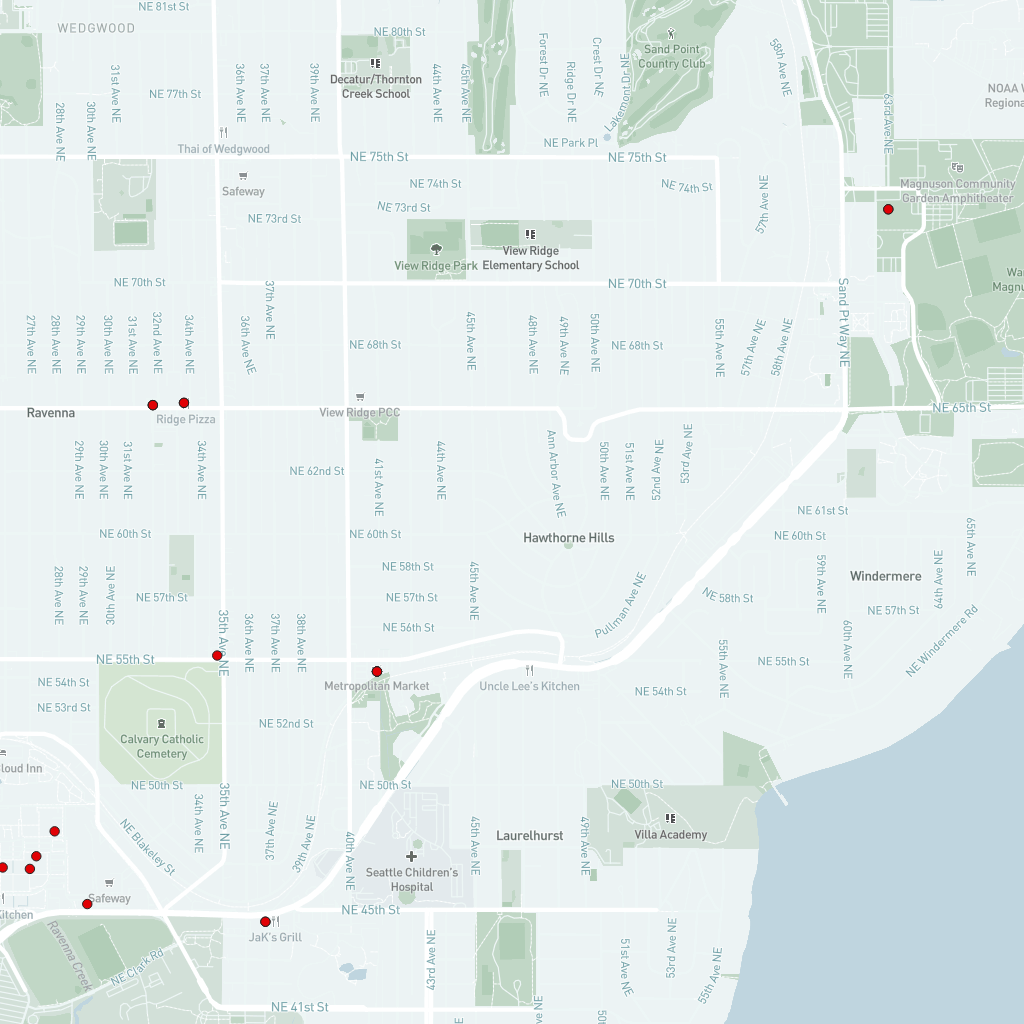 NE 81st St
WEDGWOOD
NE 80th St
Sand Point
Country Club
58th Ave NE
Forest Dr NE
Crest Dr NE
Ridge Dr NE
Lakemont Dr NE
31st Ave NE
36th Ave NE
37th Ave NE
39th Ave NE
Decatur/Thornton
Creek School
44th Ave NE
45th Ave NE
NE 77th St
28th Ave NE
30th Ave NE
63rd Ave NE
NOAA W
Regiona
Thai of Wedgwood
NE Park Pl
NE 75th St
NE 75th St
Safeway
NE 74th St
NE 74th St
57th Ave NE
Magnuson Community
Garden Amphitheater
NE 73rd St
NE 73rd St
View Ridge
Elementary School
View Ridge Park
NE 70th St
NE 70th St
Sand Pt Way NE
War
Magnus
27th Ave NE
28th Ave NE
29th Ave NE
30th Ave NE
31st Ave NE
32nd Ave NE
34th Ave NE
36th Ave NE
37th Ave NE
NE 68th St
45th Ave NE
48th Ave NE
49th Ave NE
50th Ave NE
NE 68th St
55th Ave NE
57th Ave NE
58th Ave NE
Ravenna
Ridge Pizza
View Ridge PCC
NE 65th St
29th Ave NE
30th Ave NE
31st Ave NE
34th Ave NE
NE 62nd St
41st Ave NE
44th Ave NE
Ann Arbor Ave NE
50th Ave NE
51st Ave NE
52nd Ave NE
53rd Ave NE
NE 61st St
NE 60th St
NE 60th St
Hawthorne Hills
NE 60th St
65th Ave NE
28th Ave NE
29th Ave NE
30th Ave NE
NE 58th St
45th Ave NE
59th Ave NE
Windermere
64th Ave NE
NE 57th St
NE 57th St
NE 58th St
NE 57th St
Pullman Ave NE
35th Ave NE
36th Ave NE
37th Ave NE
38th Ave NE
NE 56th St
60th Ave NE
NE Windermere Rd
NE 55th St
55th Ave NE
NE 55th St
NE 54th St
Metropolitan Market
Uncle Lee's Kitchen
NE 54th St
NE 53rd St
NE 52nd St
Calvary Catholic
Cemetery
loud Inn
NE 50th St
NE 50th St
NE 50th St
35th Ave NE
34th Ave NE
NE Blakeley St
37th Ave NE
39th Ave NE
40th Ave NE
45th Ave NE
Laurelhurst
49th Ave NE
Villa Academy
Seattle Children's
Hospital
Safeway
Kitchen
NE 45th St
JaK's Grill
Ravenna Creek
NE Clark Rd
43rd Ave NE
51st Ave NE
53rd Ave NE
55th Ave NE
NE 41st St
NE
50th